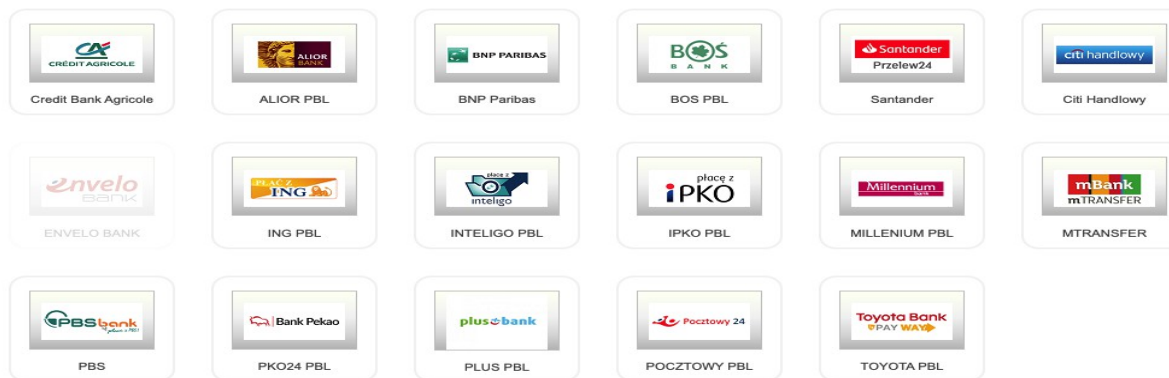 CRÉDIT AGRICOLE
ALIOR
BANK
BNP PARIBAS
BOŚ
BANK
Santander
Przelew24
citi handlowy
Credit Bank Agricole
ALIOR PBL
BNP Paribas
BOS PBL
Santander
Citi Handlowy
envelo
BANK
PŁAĆ Z
ING
płacę z
inteligo
płacę z
iPKO
Millennium
bank
mBank
mTRANSFER
ENVELO BANK
ING PBL
INTELIGO PBL
IPKO PBL
MILLENIUM PBL
MTRANSFER
PBSbank
Bank Pekao
plusbank
Pocztowy 24
Toyota Bank
PAY WAY
PBS
PKO24 PBL
PLUS PBL
POCZTOWY PBL
TOYOTA PBL